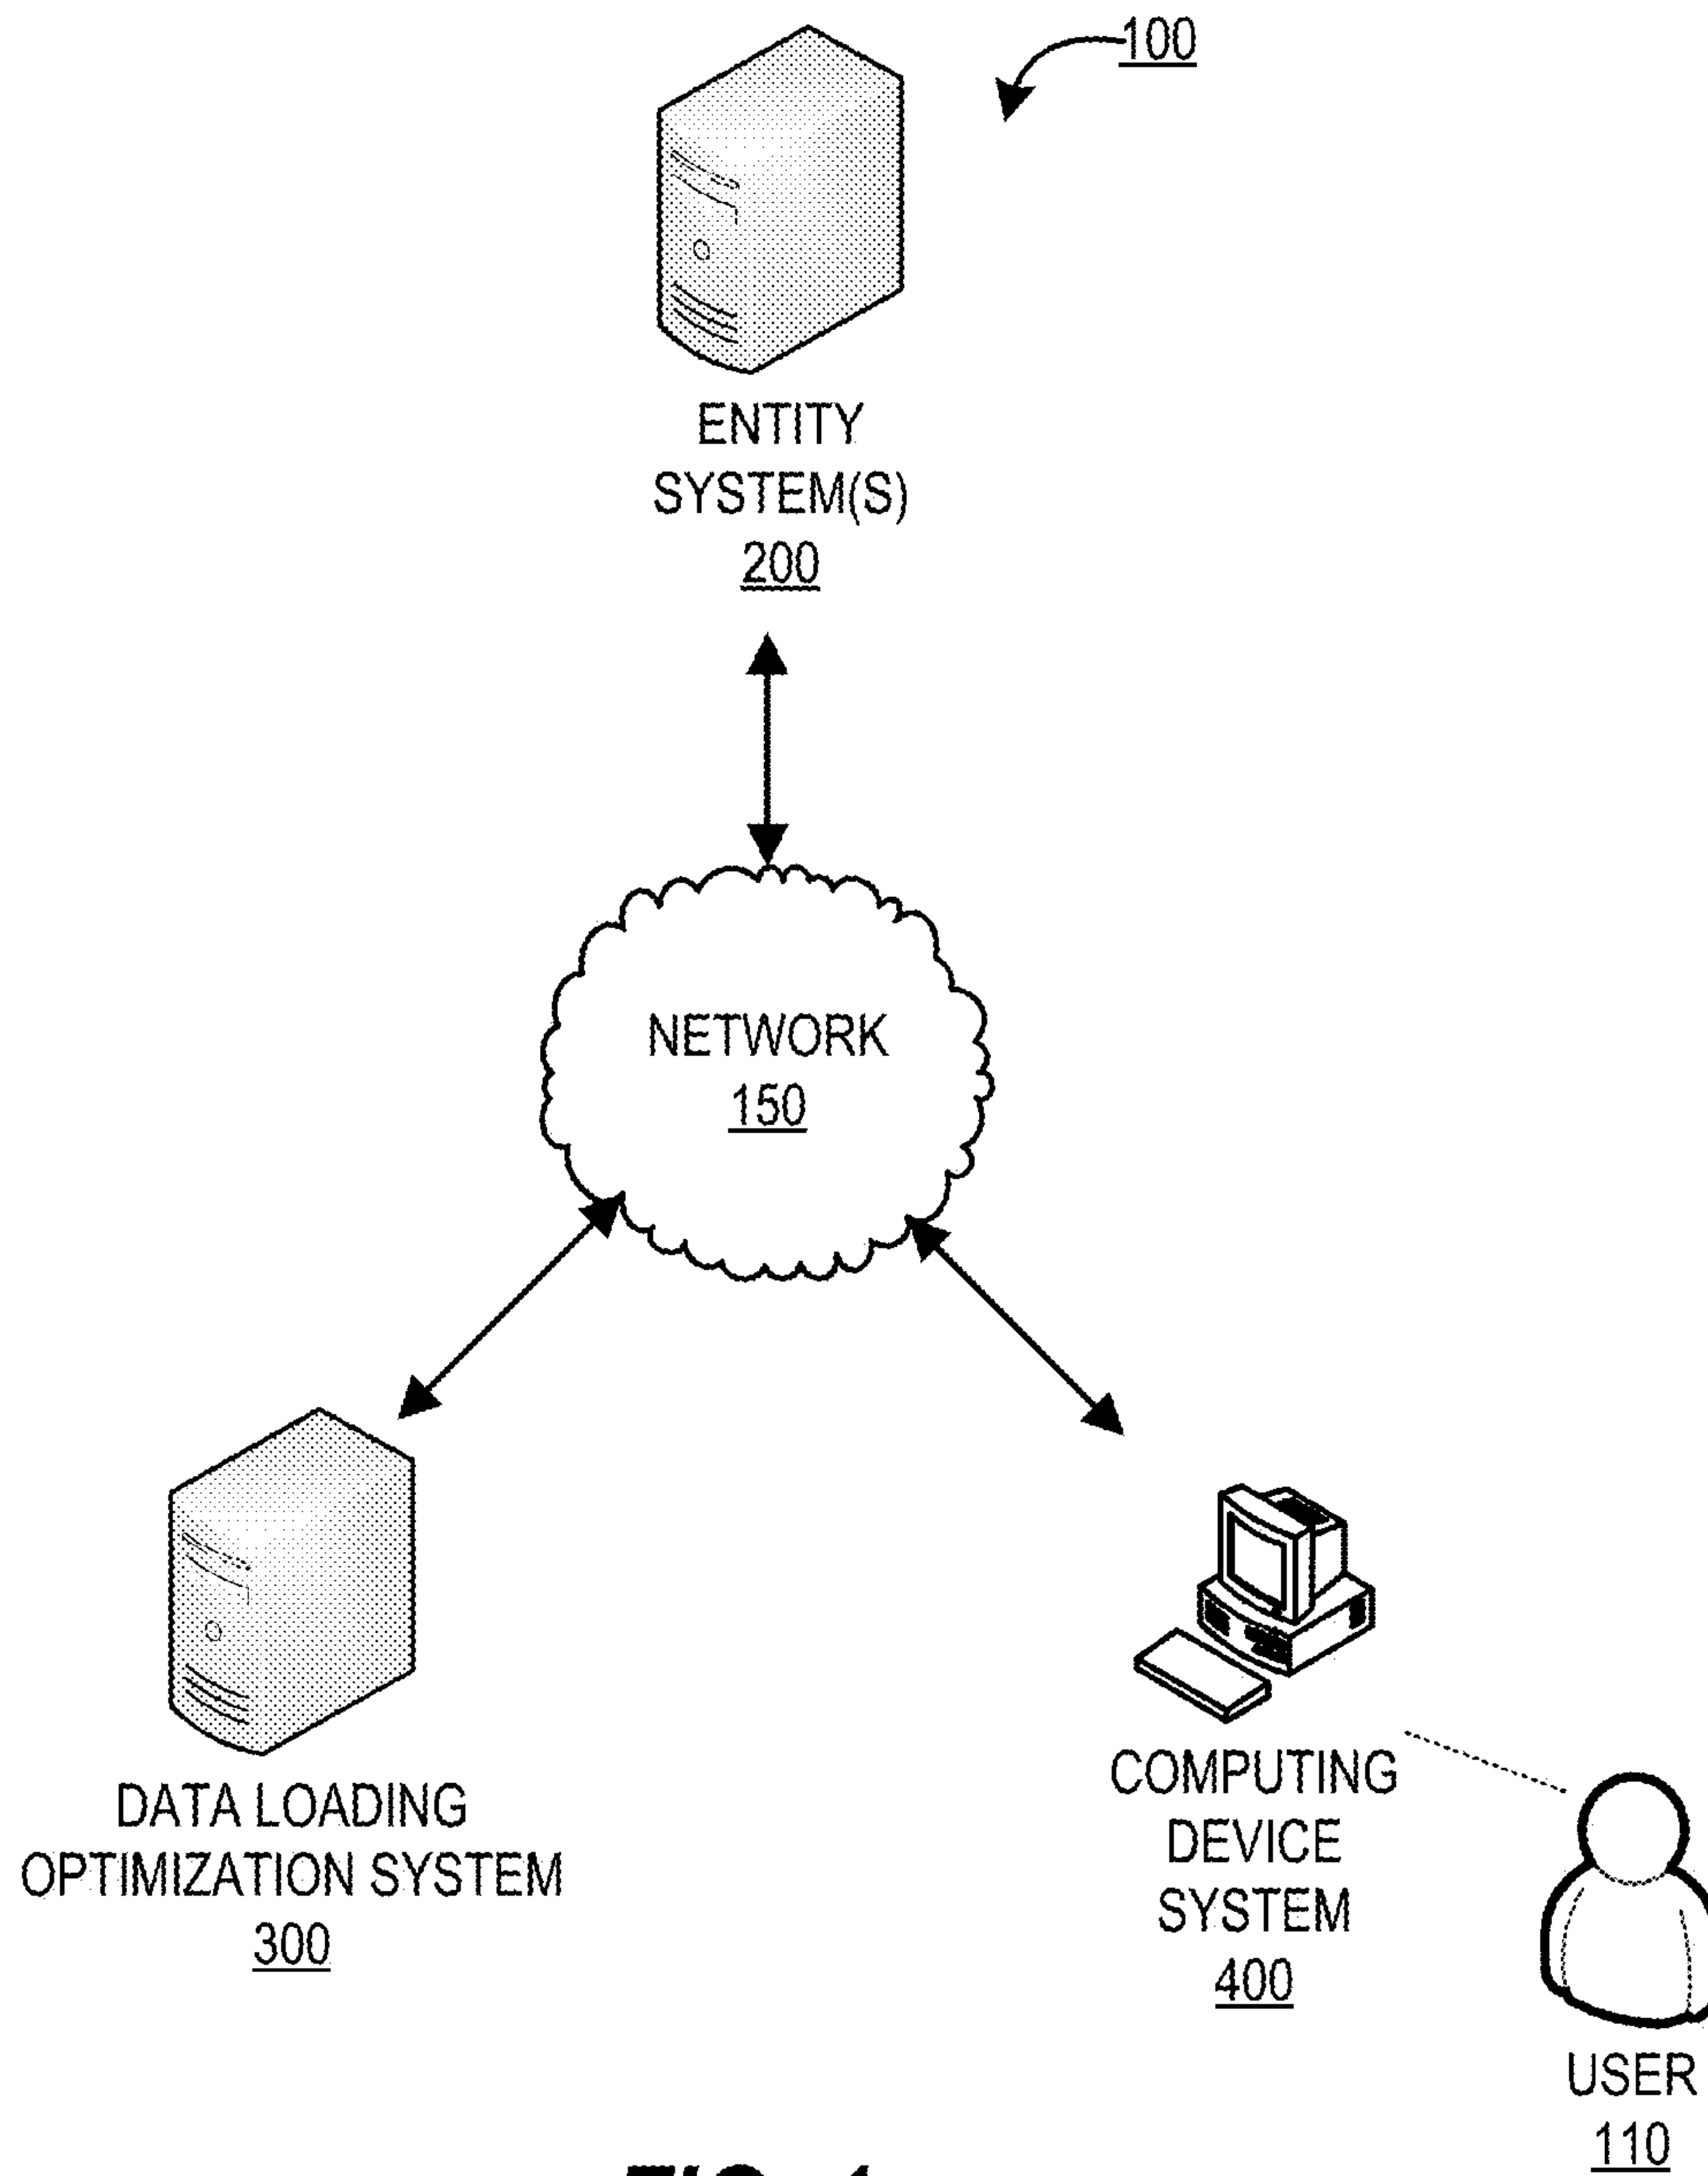 100
ENTITY
SYSTEM(S)
200
NETWORK
150
DATA LOADING
OPTIMIZATION SYSTEM
300
COMPUTING
DEVICE
SYSTEM
400
USER
110